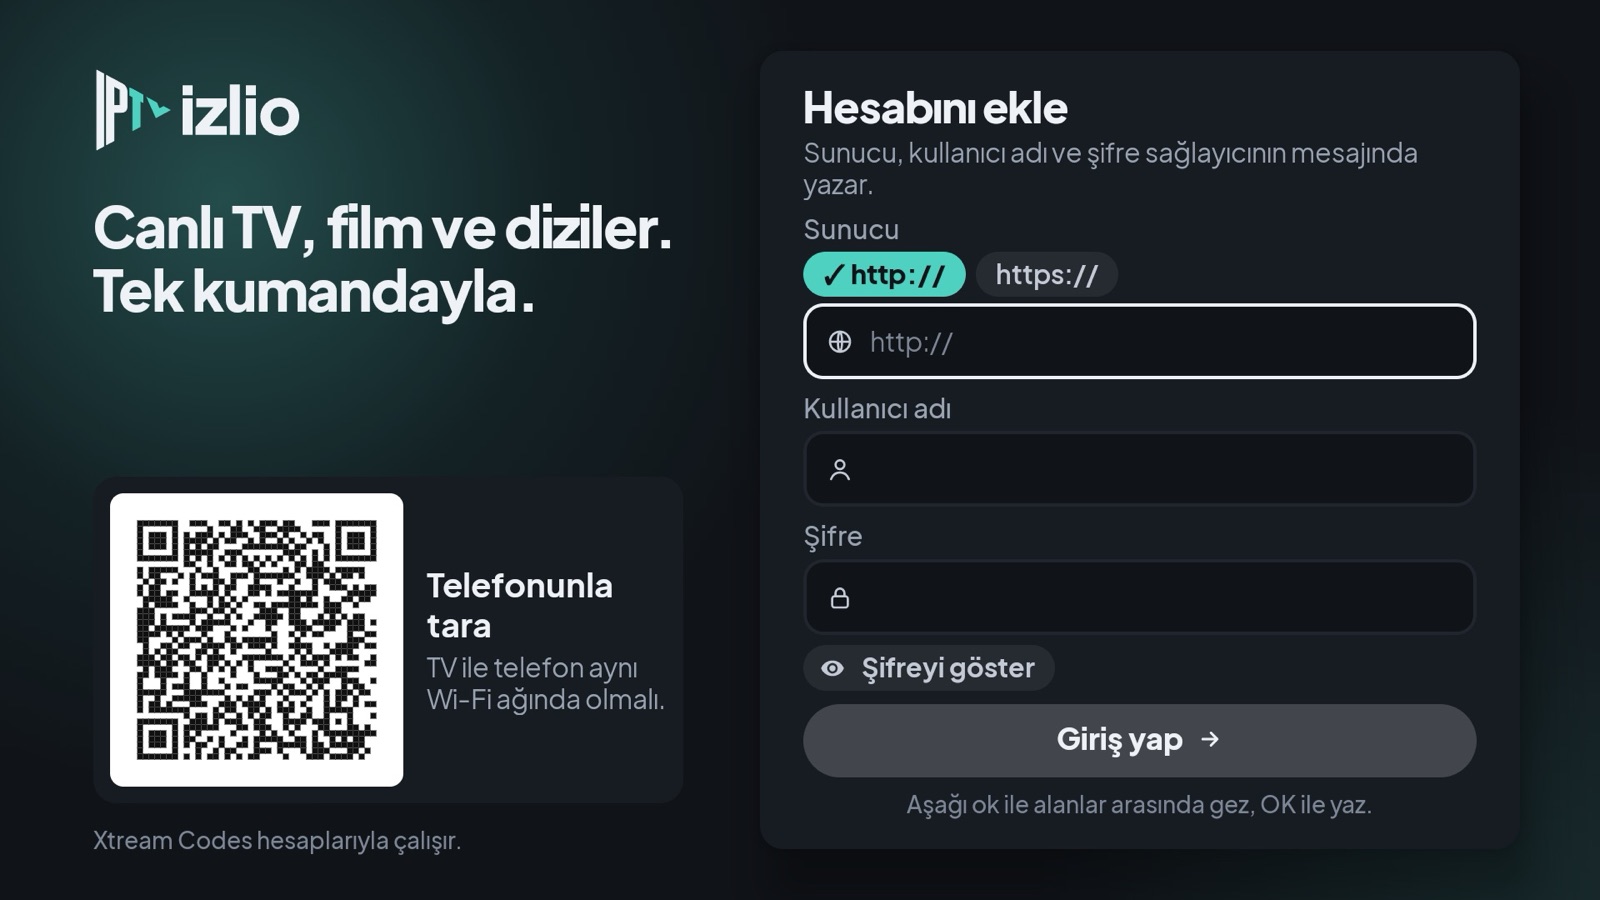 IPTV izlio
Canlı TV, film ve diziler.
Tek kumandayla.
Telefonunla
tara
TV ile telefon aynı
Wi-Fi ağında olmalı.
Xtream Codes hesaplarıyla çalışır.
Hesabını ekle
Sunucu, kullanıcı adı ve şifre sağlayıcının mesajında
yazar.
Sunucu
✓ http:// https://
http://
Kullanıcı adı
Şifre
Şifreyi göster
Giriş yap →
Aşağı ok ile alanlar arasında gez, OK ile yaz.